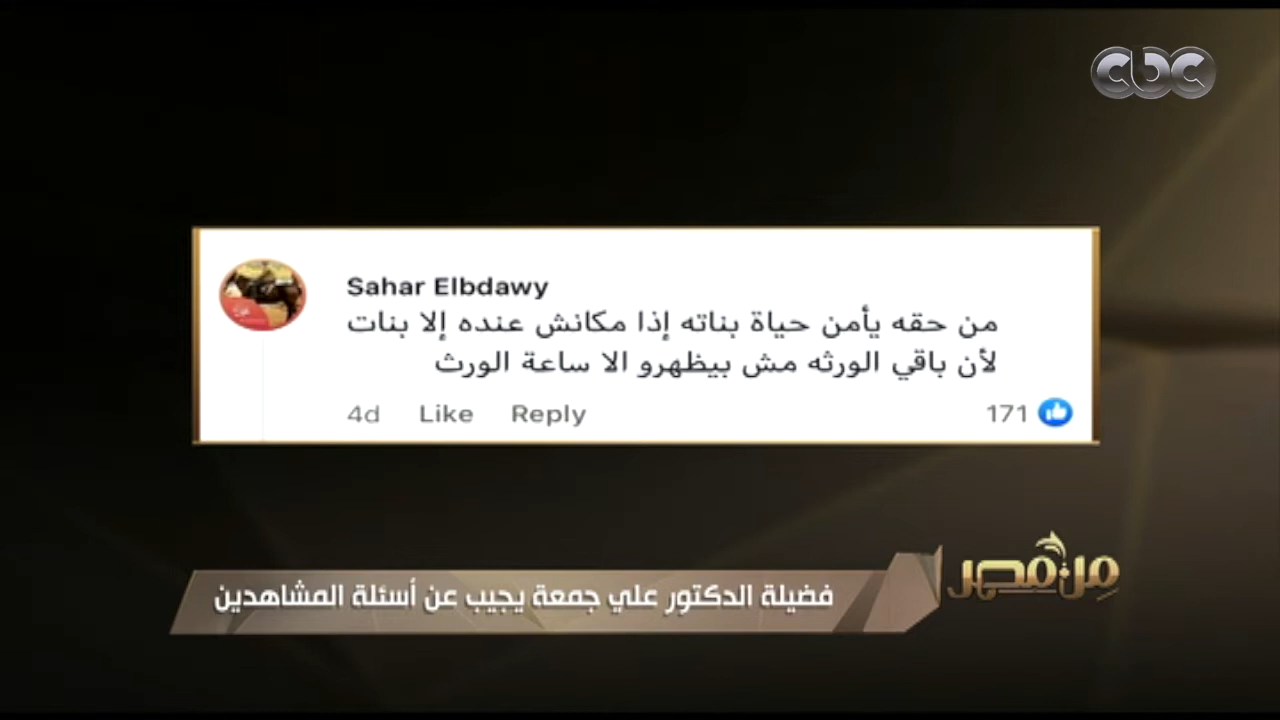 cbc
Sahar Elbdawy
من حقه يأمن حياة بناته إذا مكانش عنده إلا بنات
لأن باقي الورثه مش بيظهرو الا ساعة الورث
4d Like Reply 171
من مصر
فضيلة الدكتور علي جمعة يجيب عن أسئلة المشاهدين